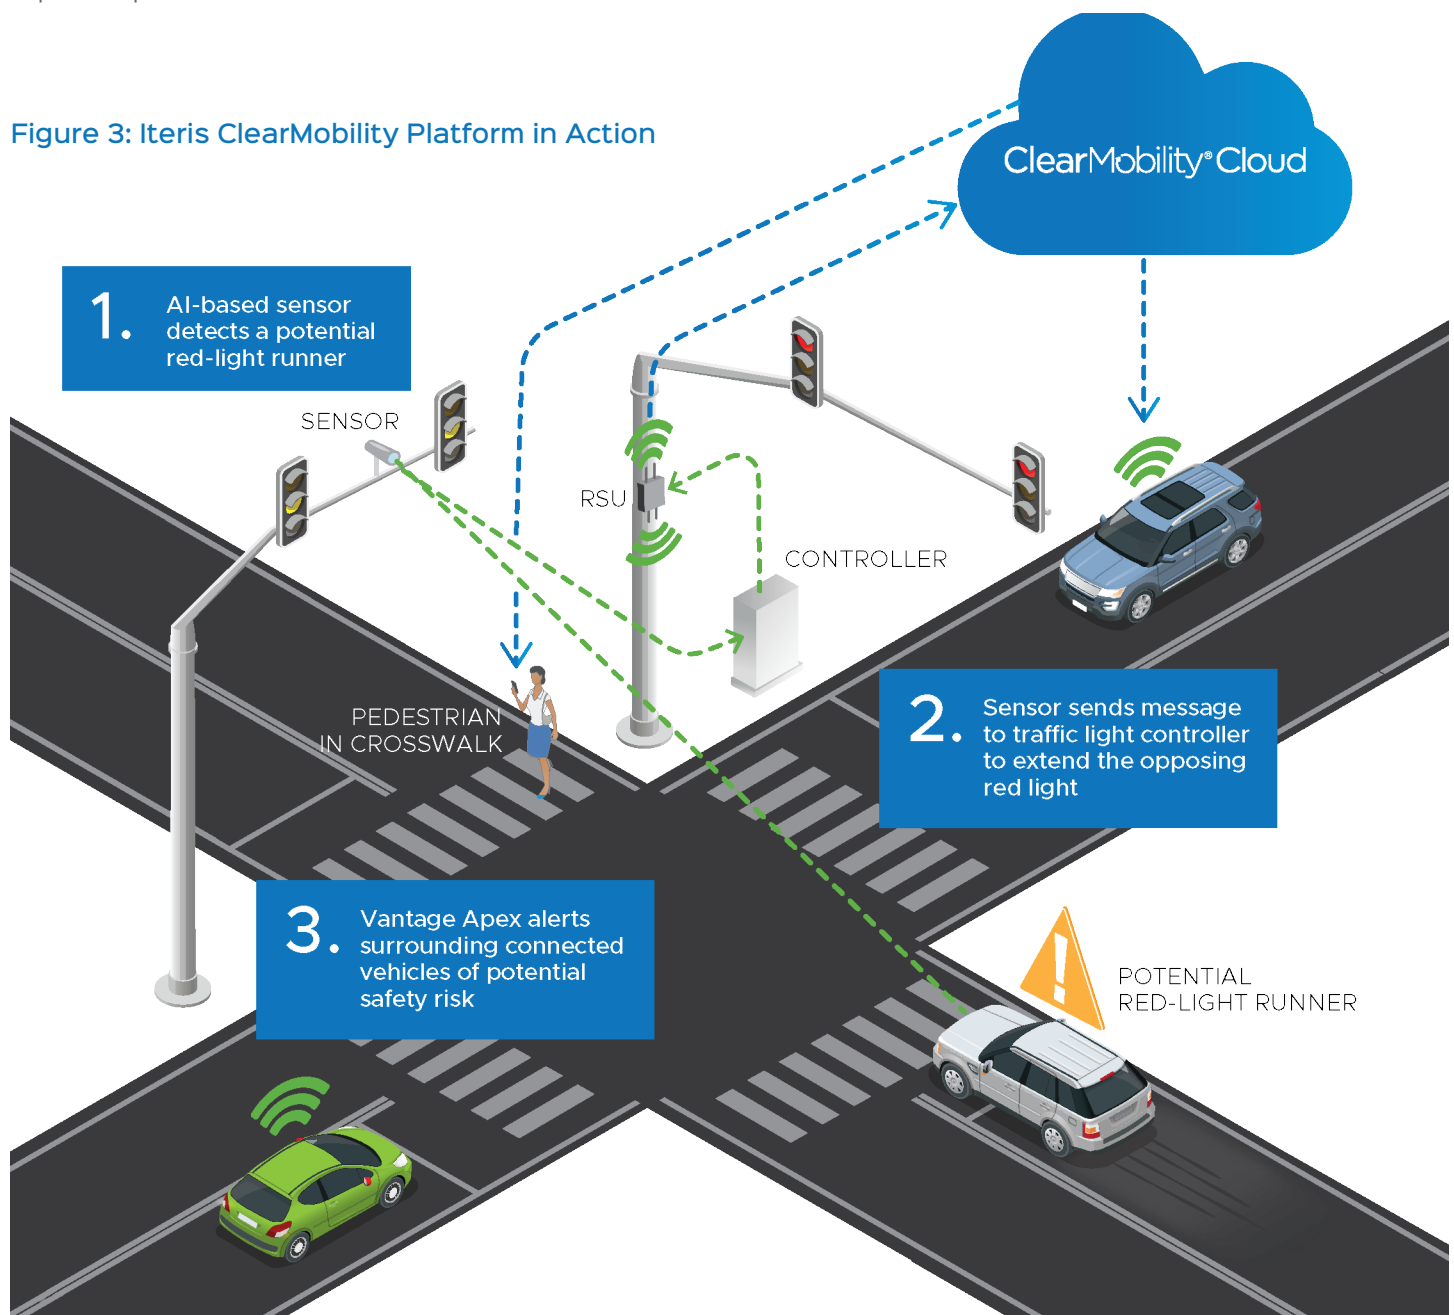 Figure 3: Iteris ClearMobility Platform in Action
ClearMobility® Cloud
1.
AI-based sensor
detects a potential
red-light runner
SENSOR
RSU
CONTROLLER
PEDESTRIAN
IN CROSSWALK
2.
Sensor sends message
to traffic light controller
to extend the opposing
red light
3.
Vantage Apex alerts
surrounding connected
vehicles of potential
safety risk
POTENTIAL
RED-LIGHT RUNNER